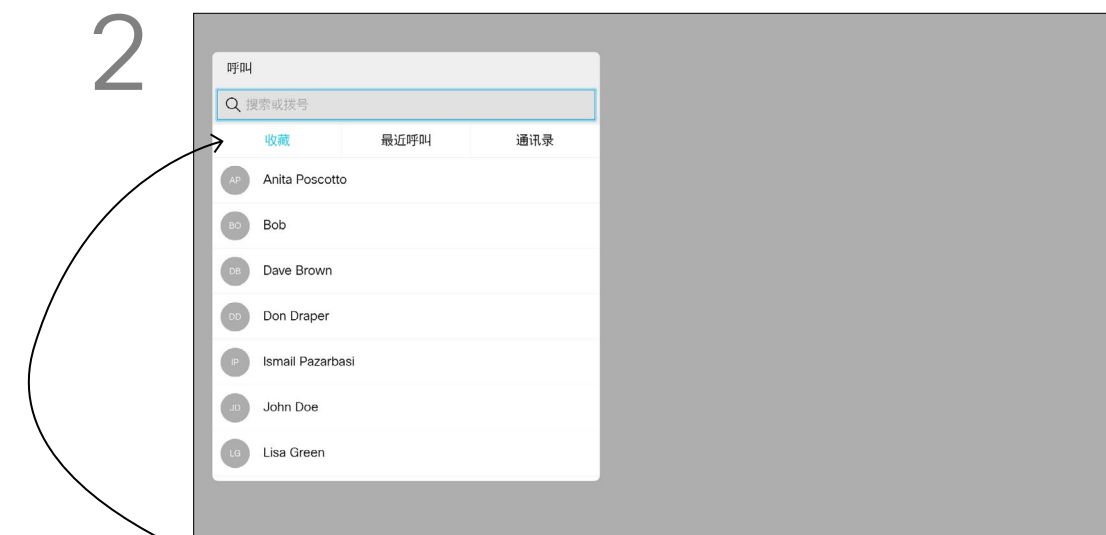 2
呼叫
搜索或拨号
收藏 最近呼叫 通讯录
AP Anita Poscotto
BO Bob
DB Dave Brown
DD Don Draper
IP Ismail Pazarbasi
JD John Doe
LG Lisa Green